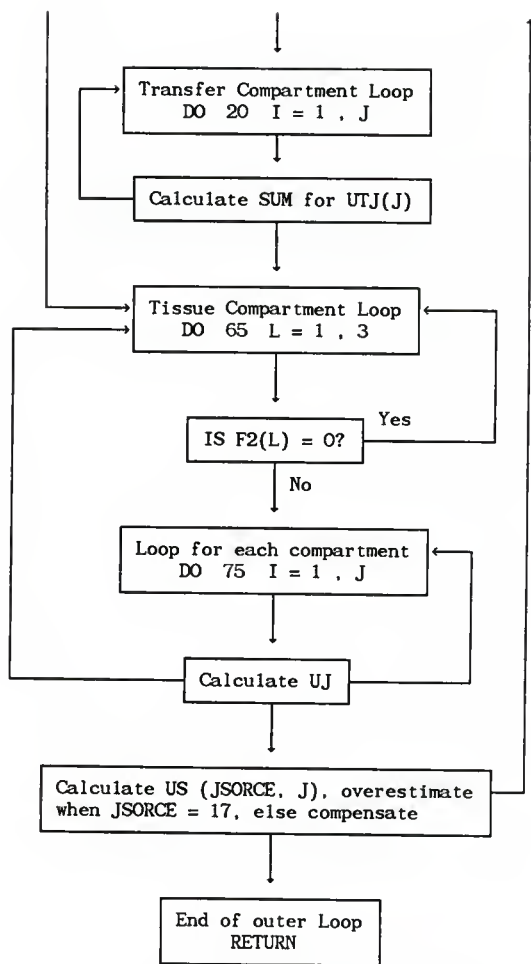 Transfer Compartment Loop
DO 20 I = 1 , J
Calculate SUM for UTJ(J)
Tissue Compartment Loop
DO 65 L = 1 , 3
Yes
IS F2(L) = 0?
No
Loop for each compartment
DO 75 I = 1 , J
Calculate UJ
Calculate US (JSORCE, J), overestimate
when JSORCE = 17, else compensate
End of outer Loop
RETURN